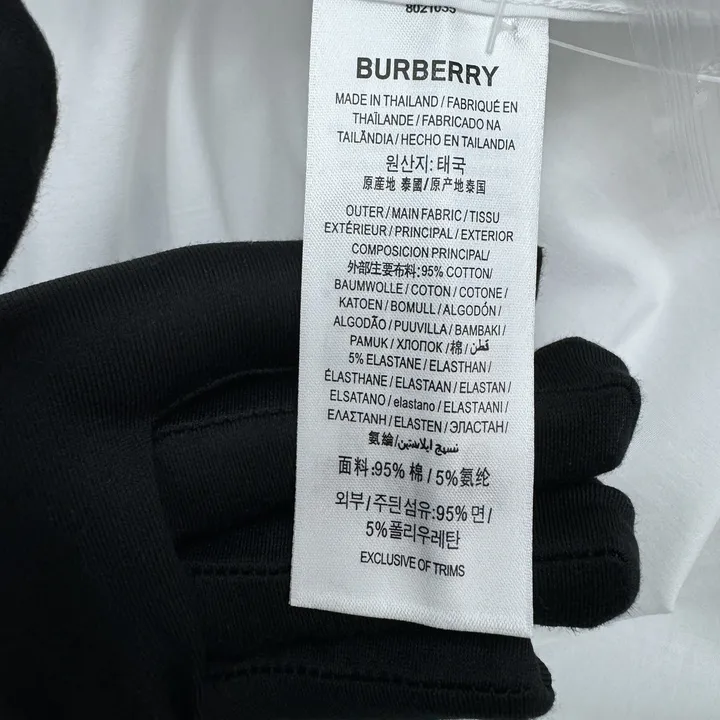 8021035
BURBERRY
MADE IN THAILAND / FABRIQUÉ EN
THAÏLANDE / FABRICADO NA
TAILÂNDIA / HECHO EN TAILANDIA
원산지: 태국
原産地 泰國/原产地泰国
OUTER / MAIN FABRIC / TISSU
EXTÉRIEUR / PRINCIPAL / EXTERIOR
COMPOSICION PRINCIPAL/
外部主要布料: 95% COTTON/
BAUMWOLLE / COTON / COTONE /
KATOEN / BOMULL / ALGODÓN /
ALGODÃO / PUUVILLA / BAMBAKI /
PAMUK / ХЛОПОК / 棉 / قطن/
5% ELASTANE / ELASTHAN /
ÉLASTHANE / ELASTAAN / ELASTAN /
ELSATANO / elastano / ELASTAANI /
ΕΛΑΣΤΑΝΗ / ELASTEN / ЭЛАСТАН/
氨綸/نسيج ايلاستين/
面料:95% 棉 / 5%氨纶
외부 / 주된섬유:95% 면 /
5%폴리우레탄
EXCLUSIVE OF TRIMS